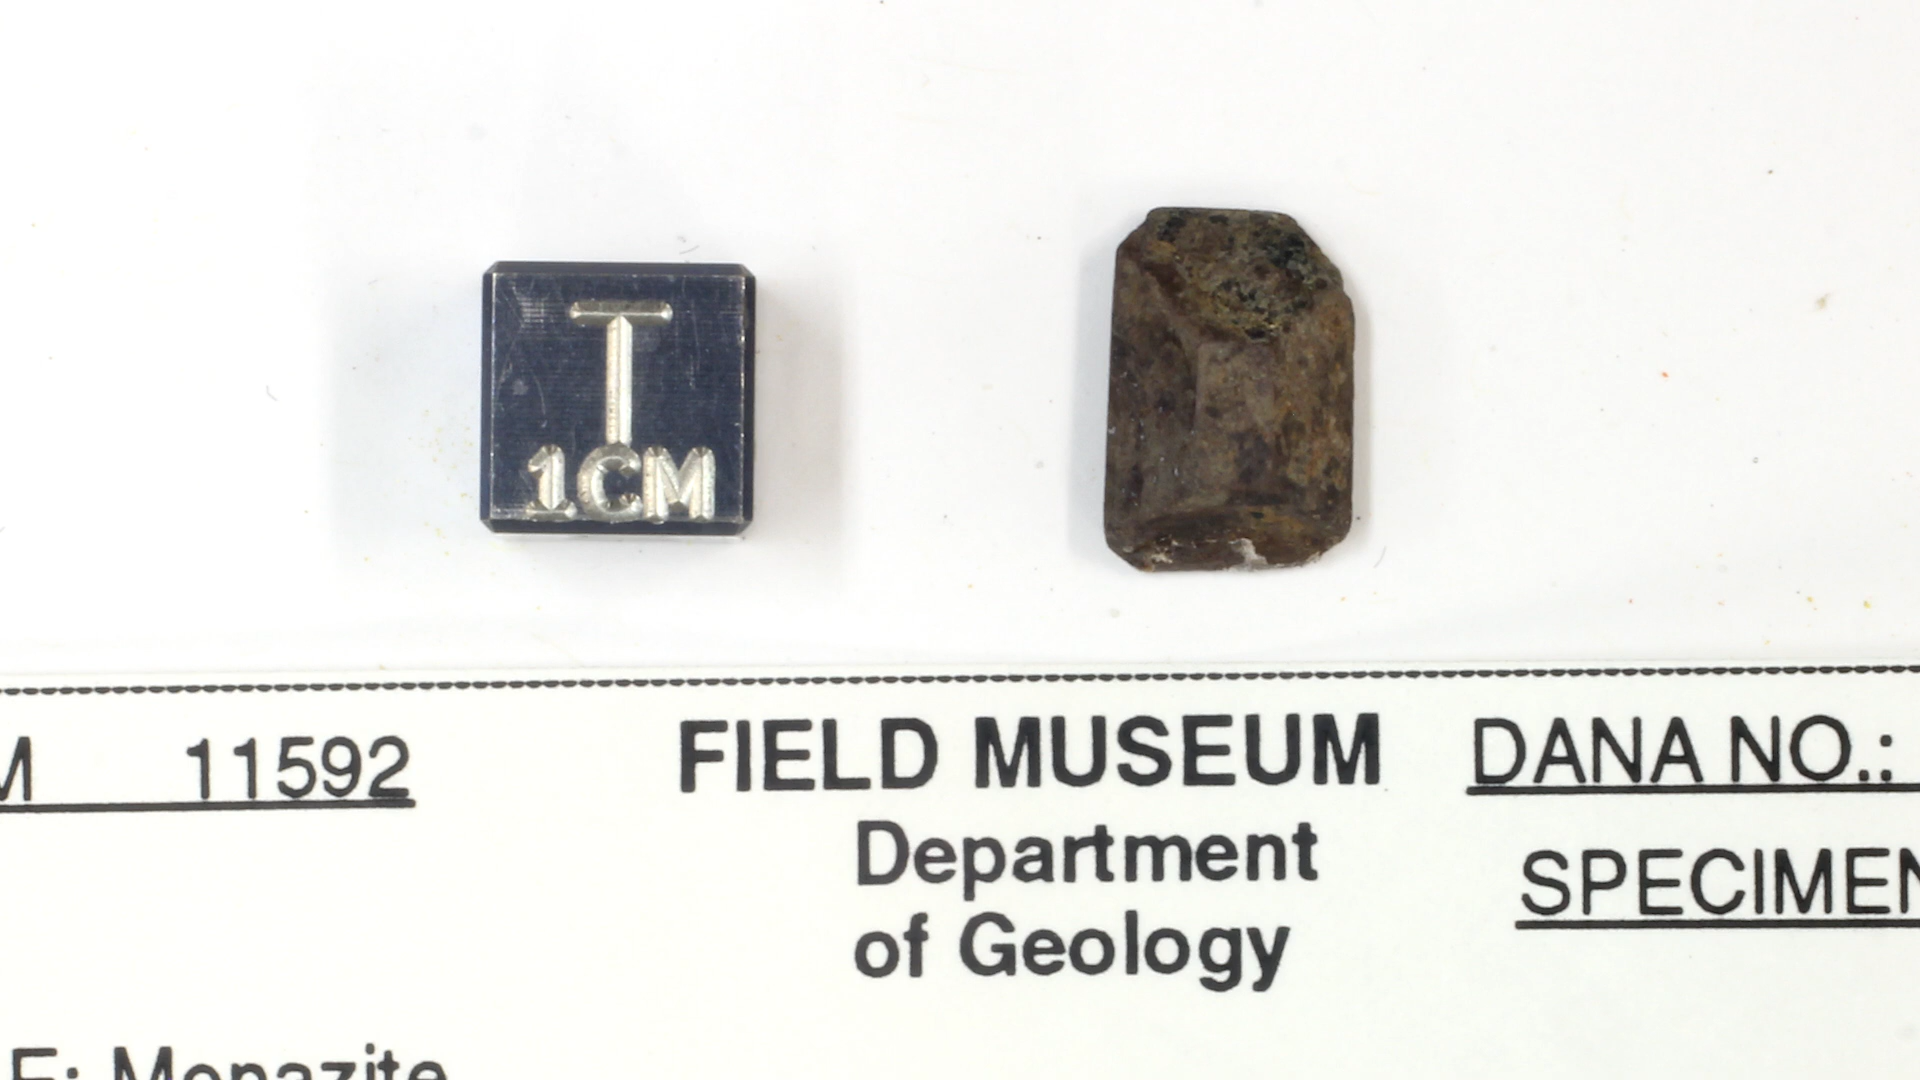 T
1CM
M 11592 FIELD MUSEUM DANA NO.:
Department
SPECIMEN
of Geology
E: Monazite